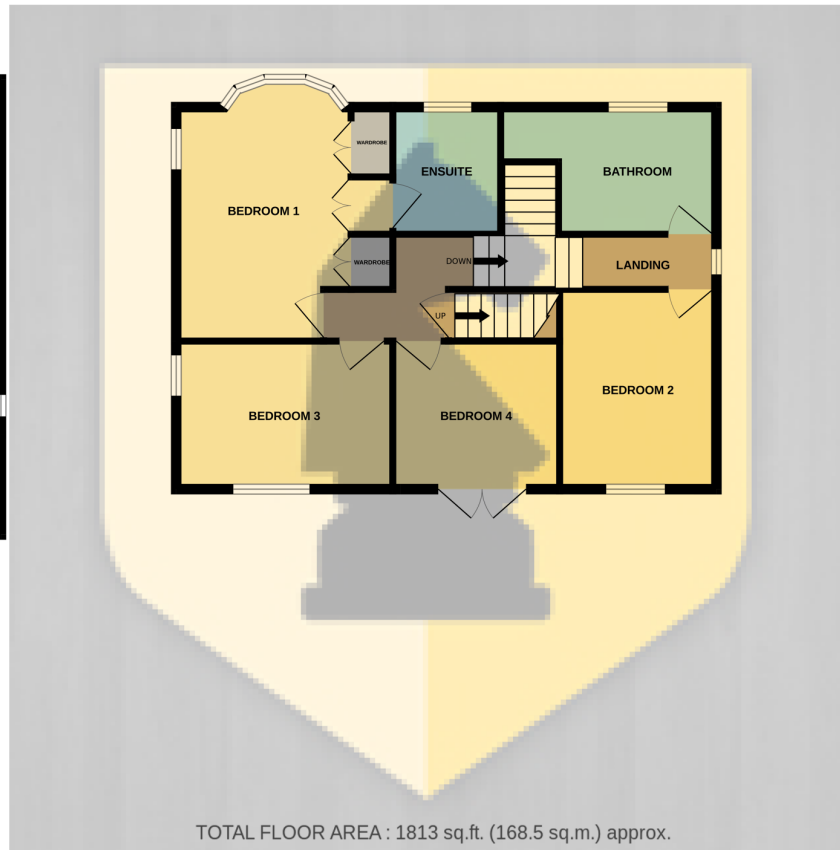 WARDROBE
ENSUITE
BATHROOM
BEDROOM 1
WARDROBE
DOWN
LANDING
UP
BEDROOM 2
BEDROOM 3
BEDROOM 4
TOTAL FLOOR AREA : 1813 sq.ft. (168.5 sq.m.) approx.